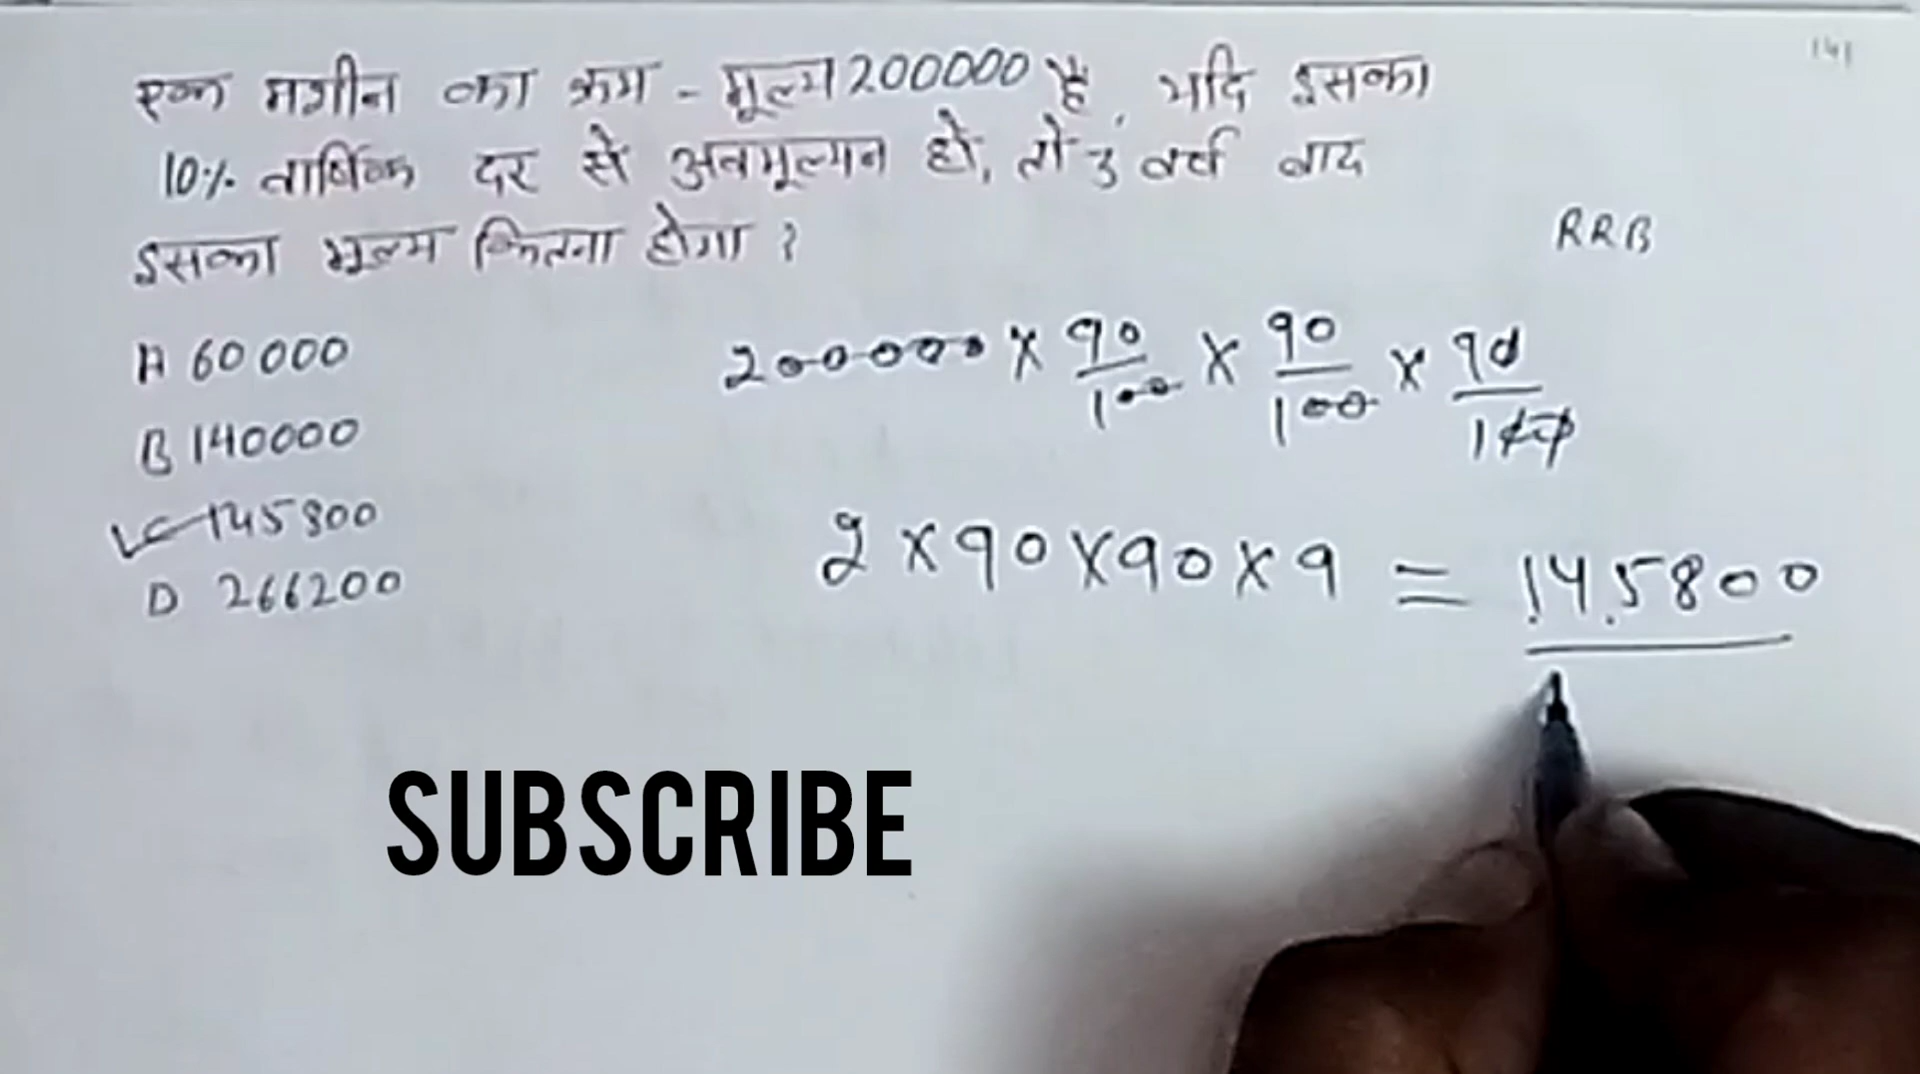 141
एक मशीन का क्रय - मूल्य 200000 है, यदि इसका
10% वार्षिक दर से अवमूल्यन हो, तो 3 वर्ष बाद
इसका मूल्य कितना होगा ?
RRB
A 60000
B 140000
C 145800
D 266200
200000 × 90/100 × 90/100 × 90/100
2 × 90 × 90 × 9 = 145800
SUBSCRIBE